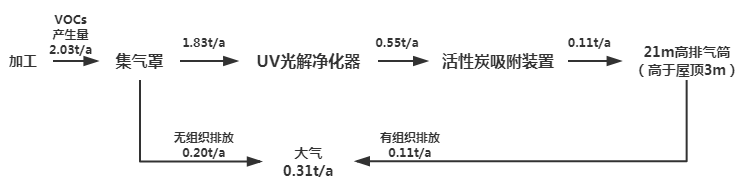 VOCs
产生量
2.03t/a
加工
集气罩
1.83t/a
UV光解净化器
0.55t/a
活性炭吸附装置
0.11t/a
21m高排气筒
（高于屋顶3m）
无组织排放
0.20t/a
大气
0.31t/a
有组织排放
0.11t/a